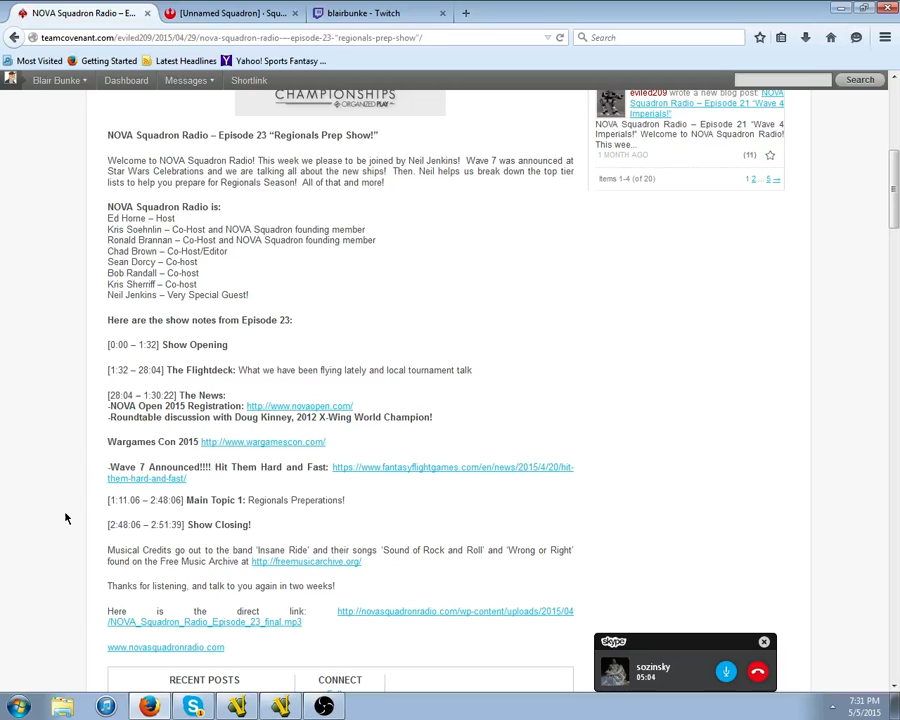 NOVA Squadron Radio – E...
[Unnamed Squadron] · Squ...
blairbunke - Twitch
teamcovenant.com/eviled209/2015/04/29/nova-squadron-radio-–-episode-23-"regionals-prep-show"/
Search
Most Visited
Getting Started
Latest Headlines
Yahoo! Sports Fantasy ...
Blair Bunke
Dashboard
Messages
Shortlink
Search
CHAMPIONSHIPS
ORGANIZED PLAY
NOVA Squadron Radio – Episode 23 "Regionals Prep Show!"
Welcome to NOVA Squadron Radio! This week we please to be joined by Neil Jenkins! Wave 7 was announced at
Star Wars Celebrations and we are talking all about the new ships! Then. Neil helps us break down the top tier
lists to help you prepare for Regionals Season! All of that and more!
NOVA Squadron Radio is:
Ed Horne – Host
Kris Soehnlin – Co-Host and NOVA Squadron founding member
Ronald Brannan – Co-Host and NOVA Squadron founding member
Chad Brown – Co-Host/Editor
Sean Dorcy – Co-host
Bob Randall – Co-host
Kris Sherriff – Co-host
Neil Jenkins – Very Special Guest!
Here are the show notes from Episode 23:
[0:00 – 1:32) Show Opening
[1:32 – 28:04) The Flightdeck: What we have been flying lately and local tournament talk
[28:04 – 1:30:22] The News:
-NOVA Open 2015 Registration: http://www.novaopen.com/
-Roundtable discussion with Doug Kinney, 2012 X-Wing World Champion!
Wargames Con 2015 http://www.wargamescon.com/
-Wave 7 Announced!!!! Hit Them Hard and Fast: https://www.fantasyflightgames.com/en/news/2015/4/20/hit-
them-hard-and-fast/
[1:11.06 – 2:48:06] Main Topic 1: Regionals Preperations!
[2:48:06 – 2:51:39] Show Closing!
Musical Credits go out to the band 'Insane Ride' and their songs 'Sound of Rock and Roll' and 'Wrong or Right'
found on the Free Music Archive at http://freemusicarchive.org/
Thanks for listening, and talk to you again in two weeks!
Here is the direct link: http://novasquadronradio.com/wp-content/uploads/2015/04
/NOVA_Squadron_Radio_Episode_23_final.mp3
www.novasquadronradio.com
RECENT POSTS
CONNECT
eviled209 wrote a new blog post: NOVA
Squadron Radio – Episode 21 "Wave 4
Imperials!"
NOVA Squadron Radio – Episode 21 "Wave 4
Imperials!" Welcome to NOVA Squadron Radio!
This wee...
1 MONTH AGO
(11)
Items 1-4 (of 20)
1 2 ... 5 →
skype
sozinsky
05:04
7:31 PM
5/5/2015